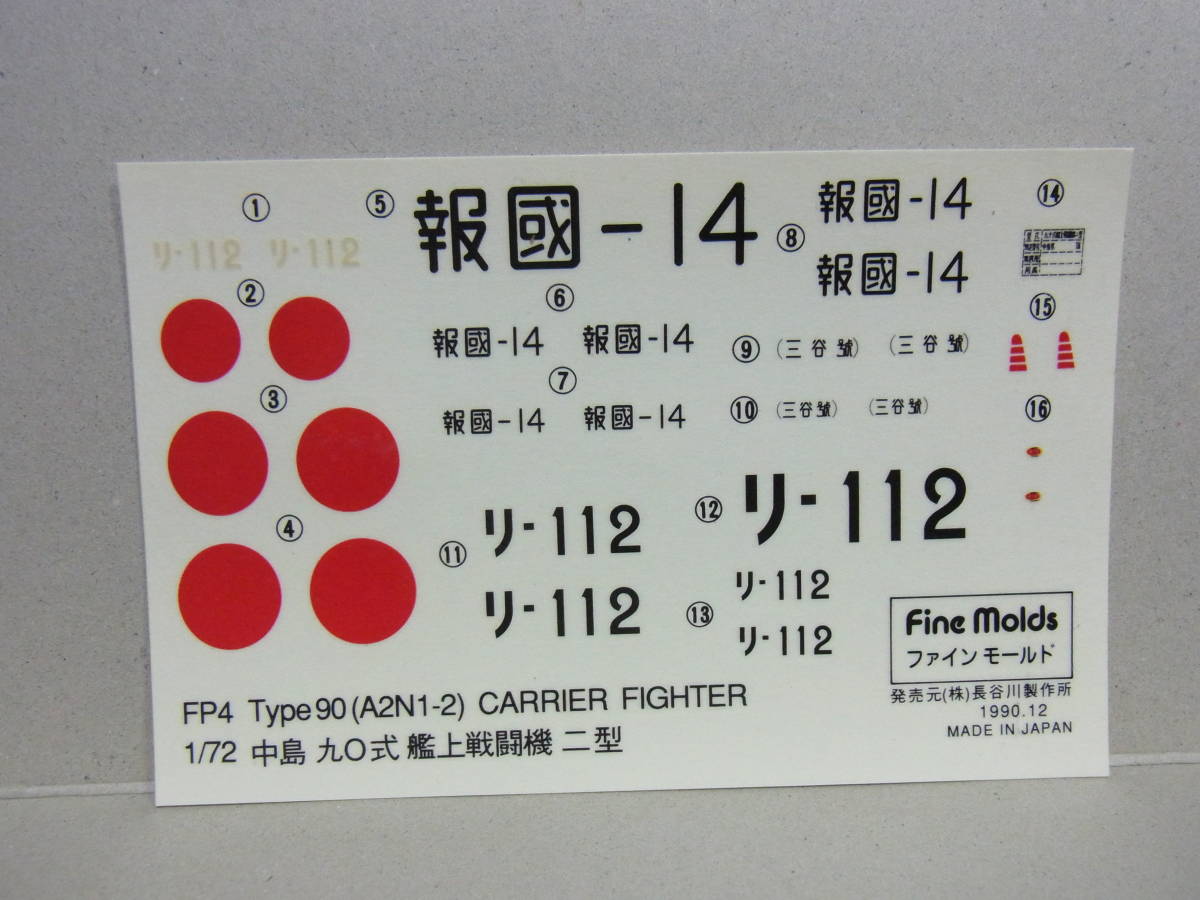 ① ⑤ 報國-14 ⑧ 報國-14 ⑭
リ-112 リ-112 報國-14
② ⑥ ⑮
報國-14 報國-14 ⑨ (三谷號) (三谷號)
③ ⑦ ⑩ (三谷號) (三谷號) ⑯
報國-14 報國-14
④ ⑪ リ-112 ⑫ リ-112
リ-112 ⑬ リ-112
リ-112
Fine Molds
ファインモールド
発売元(株)長谷川製作所
1990.12
MADE IN JAPAN
FP4 Type90(A2N1-2) CARRIER FIGHTER
1/72 中島 九〇式 艦上戦闘機 二型